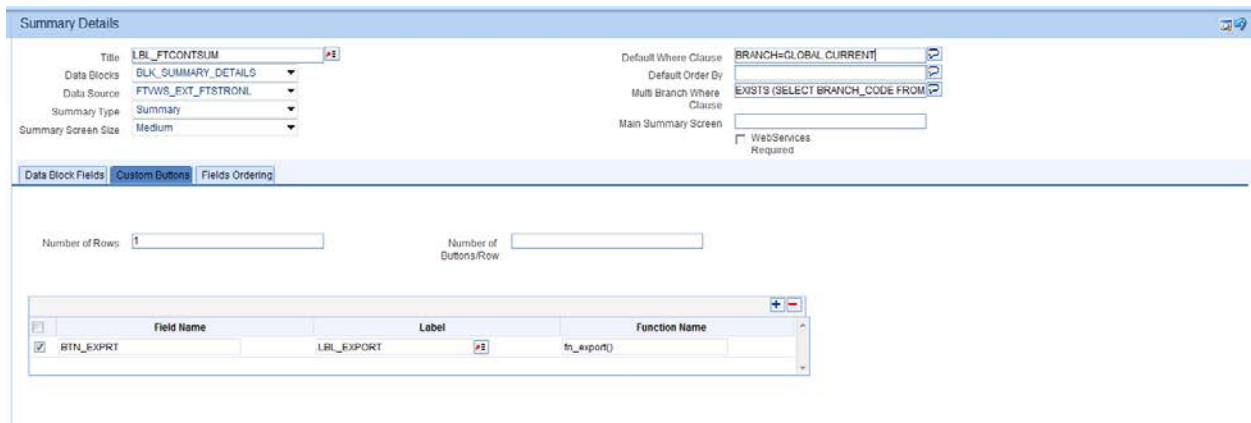 Summary Details
Title LBL_FTCONTSUM
Data Blocks BLK_SUMMARY_DETAILS
Data Source FTVWS_EXT_FTSTRONL
Summary Type Summary
Summary Screen Size Medium
Default Where Clause BRANCH=GLOBAL.CURRENT
Default Order By
Multi Branch Where EXISTS (SELECT BRANCH_CODE FROM
Clause
Main Summary Screen
WebServices
Required
Data Block Fields Custom Buttons Fields Ordering
Number of Rows 1
Number of
Buttons/Row
Field Name Label Function Name
BTN_EXPRT LBL_EXPORT fn_export()